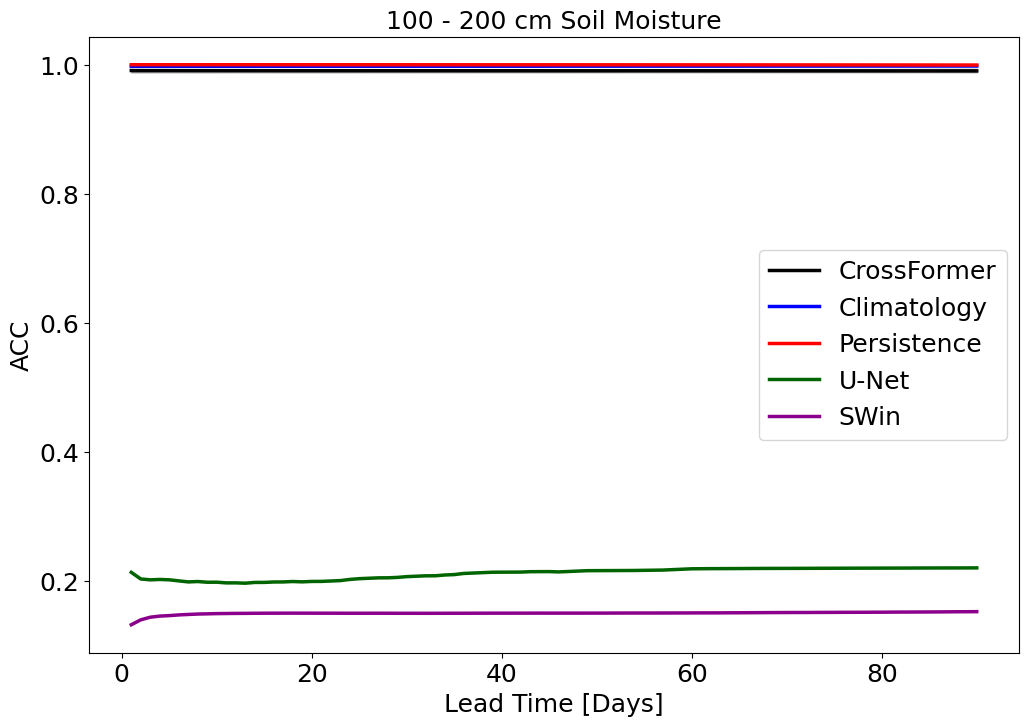 100 - 200 cm Soil Moisture
ACC
1.0
0.8
0.6
0.4
0.2
CrossFormer
Climatology
Persistence
U-Net
SWin
0 20 40 60 80
Lead Time [Days]